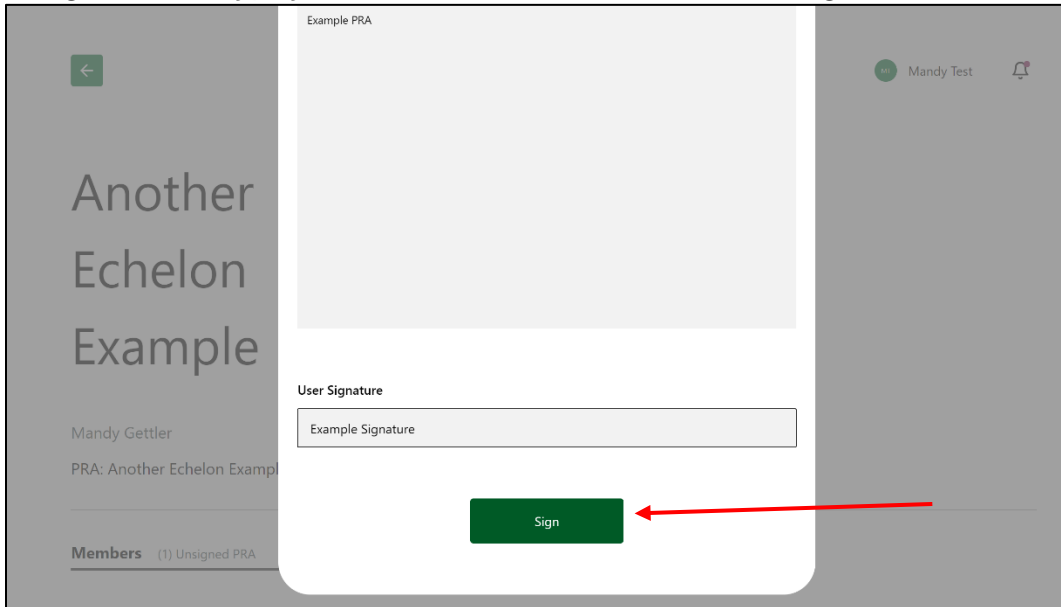 Example PRA
Mandy Test
Another
Echelon
Example
User Signature
Example Signature
Mandy Gettler
PRA: Another Echelon Exampl
Sign
Members (1) Unsigned PRA